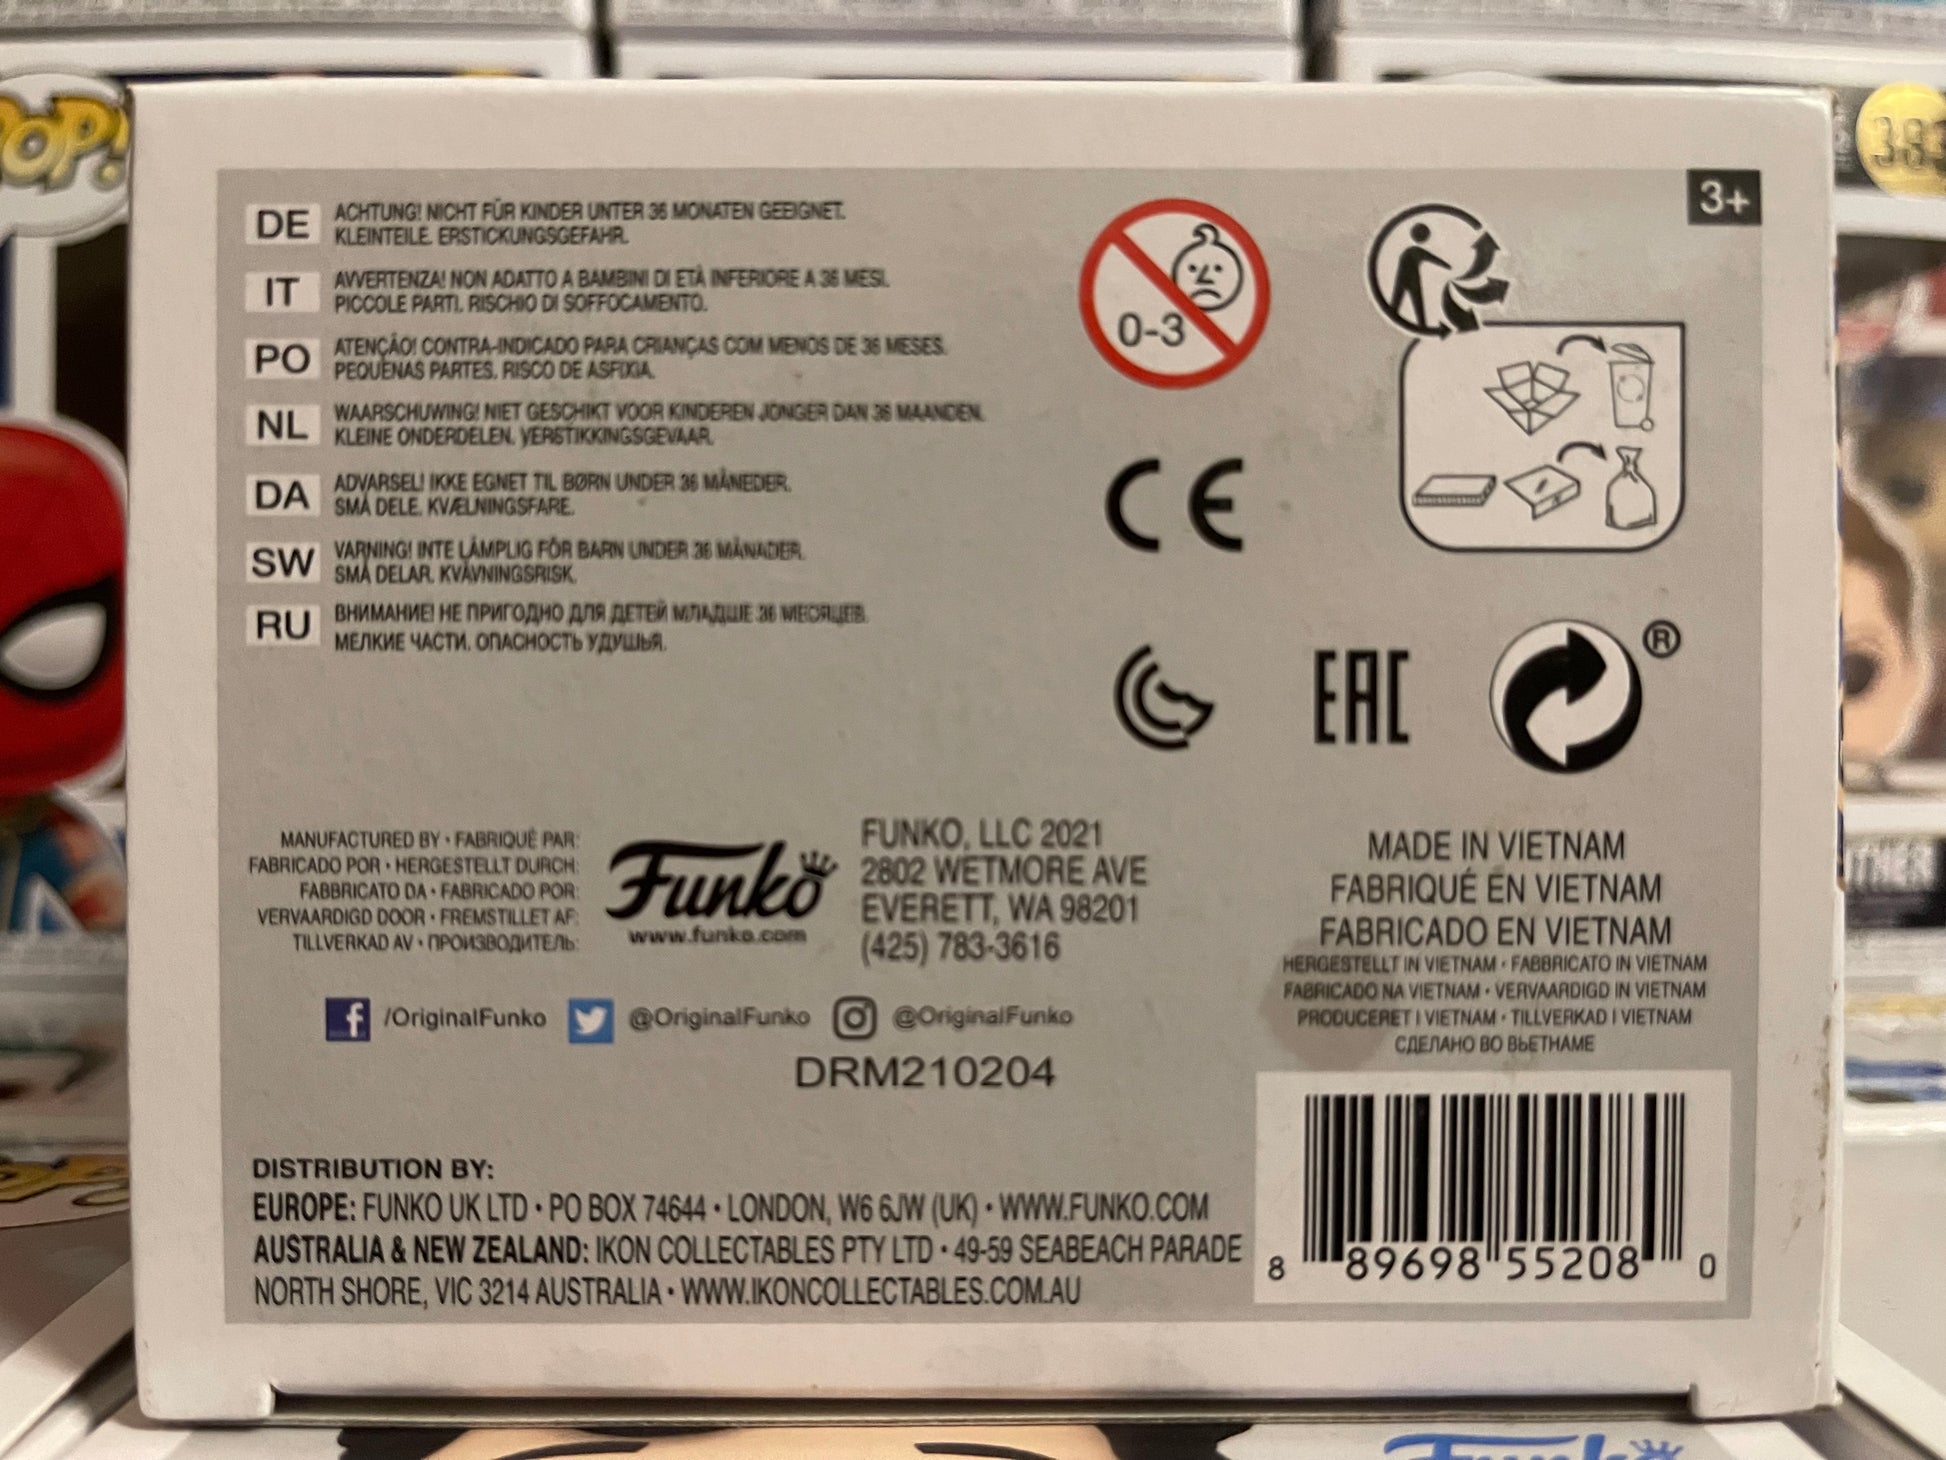 POP!
383
3+
DE ACHTUNG! NICHT FÜR KINDER UNTER 36 MONATEN GEEIGNET.
KLEINTEILE. ERSTICKUNGSGEFAHR.
IT AVVERTENZA! NON ADATTO A BAMBINI DI ETÀ INFERIORE A 36 MESI.
PICCOLE PARTI. RISCHIO DI SOFFOCAMENTO.
PO ATENÇÃO! CONTRA-INDICADO PARA CRIANÇAS COM MENOS DE 36 MESES.
PEQUENAS PARTES. RISCO DE ASFIXIA.
NL WAARSCHUWING! NIET GESCHIKT VOOR KINDEREN JONGER DAN 36 MAANDEN.
KLEINE ONDERDELEN. VERSTIKKINGSGEVAAR.
DA ADVARSEL! IKKE EGNET TIL BØRN UNDER 36 MÅNEDER.
SMÅ DELE. KVÆLNINGSFARE.
SW VARNING! INTE LÄMPLIG FÖR BARN UNDER 36 MÅNADER.
SMÅ DELAR. KVÄVNINGSRISK.
RU ВНИМАНИЕ! НЕ ПРИГОДНО ДЛЯ ДЕТЕЙ МЛАДШЕ 36 МЕСЯЦЕВ.
МЕЛКИЕ ЧАСТИ. ОПАСНОСТЬ УДУШЬЯ.
0-3
CE
EAC
®
MANUFACTURED BY • FABRIQUÉ PAR:
FABRICADO POR • HERGESTELLT DURCH:
FABBRICATO DA • FABRICADO POR:
VERVAARDIGD DOOR • FREMSTILLET AF:
TILLVERKAD AV • ПРОИЗВОДИТЕЛЬ:
Funko
www.funko.com
FUNKO, LLC 2021
2802 WETMORE AVE
EVERETT, WA 98201
(425) 783-3616
MADE IN VIETNAM
FABRIQUÉ EN VIETNAM
FABRICADO EN VIETNAM
HERGESTELLT IN VIETNAM • FABBRICATO IN VIETNAM
FABRICADO NA VIETNAM • VERVAARDIGD IN VIETNAM
PRODUCERET I VIETNAM • TILLVERKAD I VIETNAM
СДЕЛАНО ВО ВЬЕТНАМЕ
/OriginalFunko @OriginalFunko @OriginalFunko
DRM210204
DISTRIBUTION BY:
EUROPE: FUNKO UK LTD • PO BOX 74644 • LONDON, W6 6JW (UK) • WWW.FUNKO.COM
AUSTRALIA & NEW ZEALAND: IKON COLLECTABLES PTY LTD • 49-59 SEABEACH PARADE
NORTH SHORE, VIC 3214 AUSTRALIA • WWW.IKONCOLLECTABLES.COM.AU
8 89698 55208 0
Funko